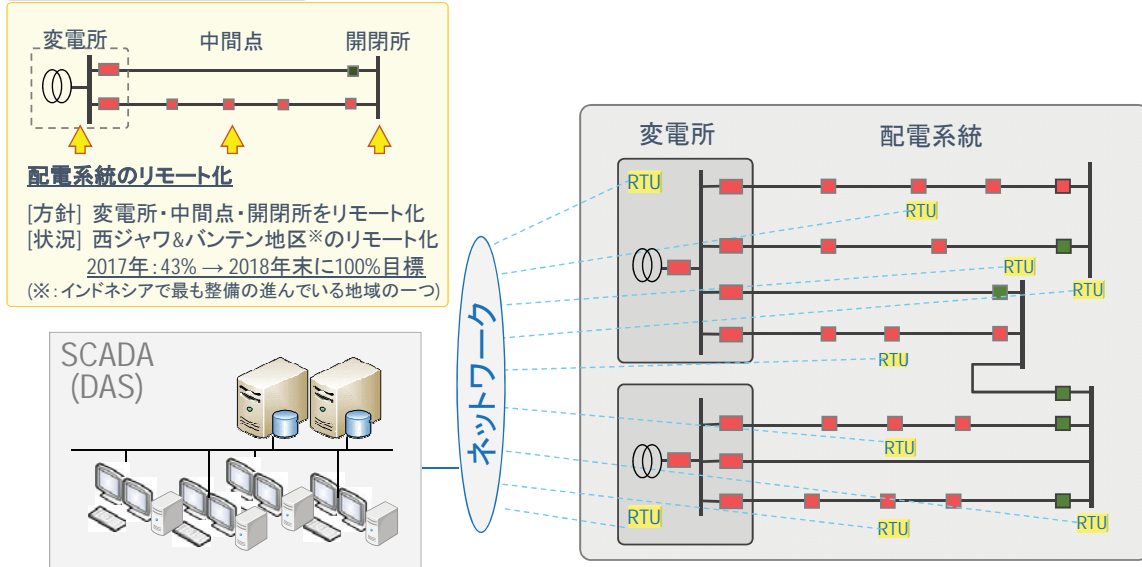 変電所 中間点 開閉所
配電系統のリモート化
[方針] 変電所・中間点・開閉所をリモート化
[状況] 西ジャワ&バンテン地区※のリモート化
2017年:43% → 2018年末に100%目標
(※:インドネシアで最も整備の進んでいる地域の一つ)
SCADA
(DAS)
ネットワーク
変電所 配電系統
RTU
RTU
RTU
RTU
RTU
RTU
RTU
RTU
RTU